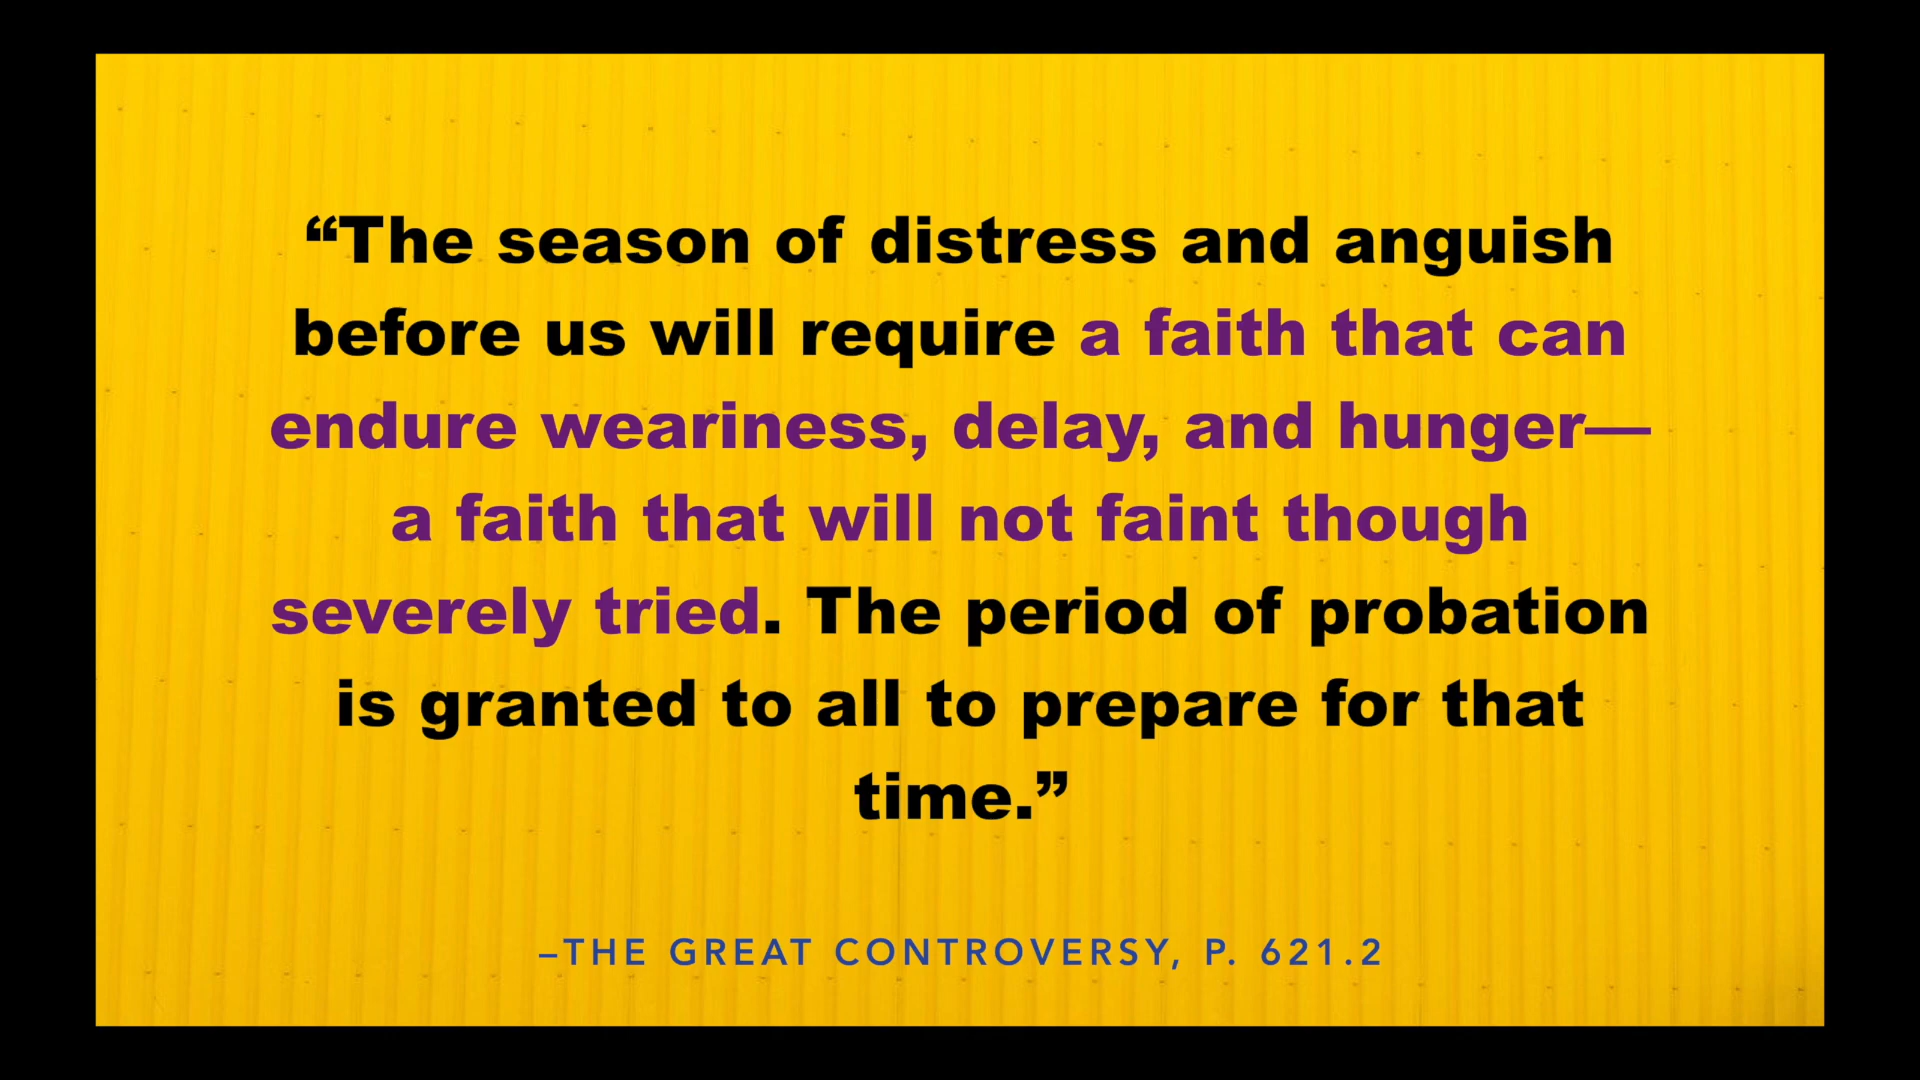 “The season of distress and anguish
before us will require a faith that can
endure weariness, delay, and hunger—
a faith that will not faint though
severely tried. The period of probation
is granted to all to prepare for that
time.”
–THE GREAT CONTROVERSY, P. 621.2